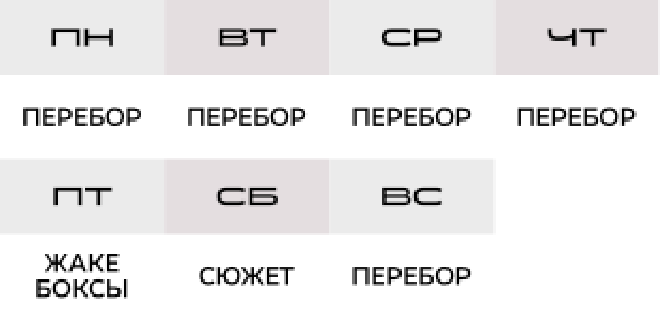 ПН ВТ СР ЧТ
ПЕРЕБОР ПЕРЕБОР ПЕРЕБОР ПЕРЕБОР
ПТ СБ ВС
ЖАКЕ
БОКСЫ СЮЖЕТ ПЕРЕБОР